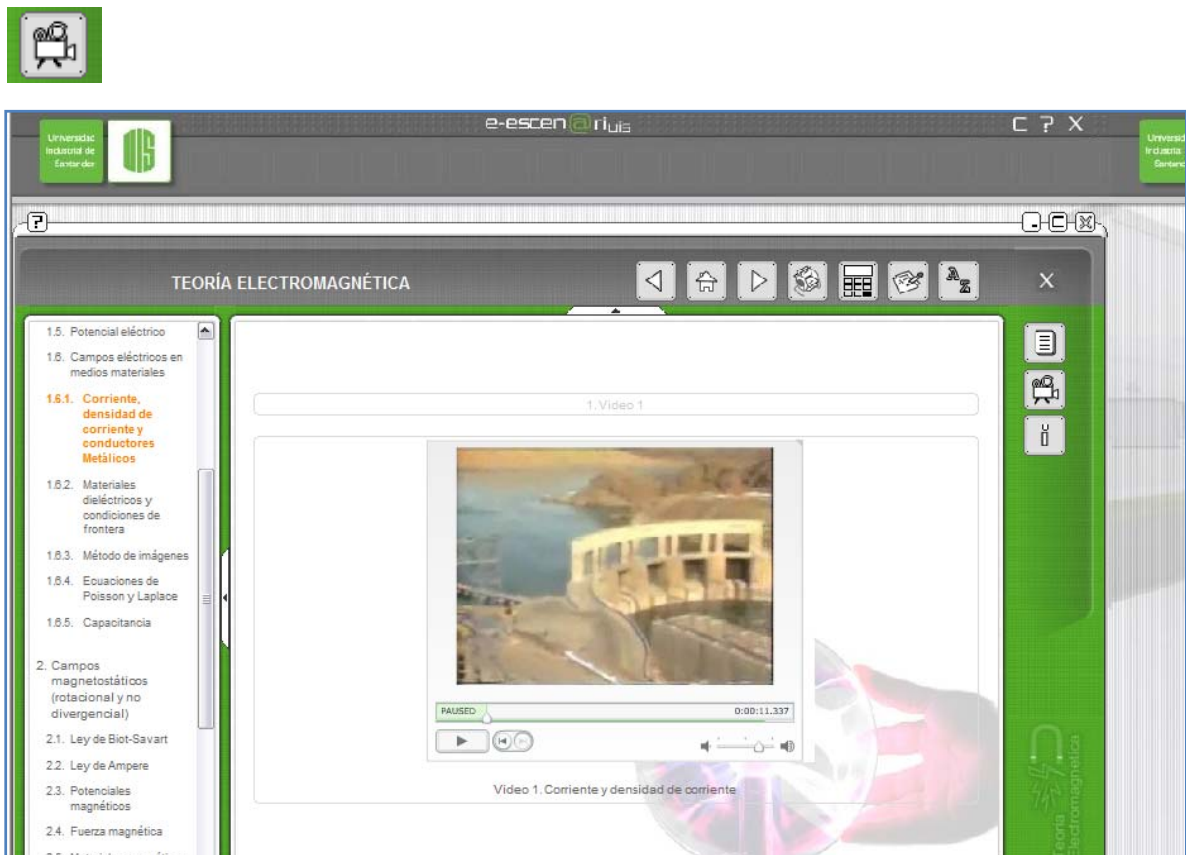 Universidad
Industrial de
Santander
e-escen@riuis
C ? X
?
TEORÍA ELECTROMAGNÉTICA
A
Z
X
1.5. Potencial eléctrico
1.6. Campos eléctricos en
medios materiales
1.6.1. Corriente,
densidad de
corriente y
conductores
Metálicos
1.6.2. Materiales
dieléctricos y
condiciones de
frontera
1.6.3. Método de imágenes
1.6.4. Ecuaciones de
Poisson y Laplace
1.6.5. Capacitancia
2. Campos
magnetostáticos
(rotacional y no
divergencial)
2.1. Ley de Biot-Savart
2.2. Ley de Ampere
2.3. Potenciales
magnéticos
2.4. Fuerza magnética
1. Video 1
PAUSED 0:00:11.337
Video 1. Corriente y densidad de corriente
Teoría
Electromagnética